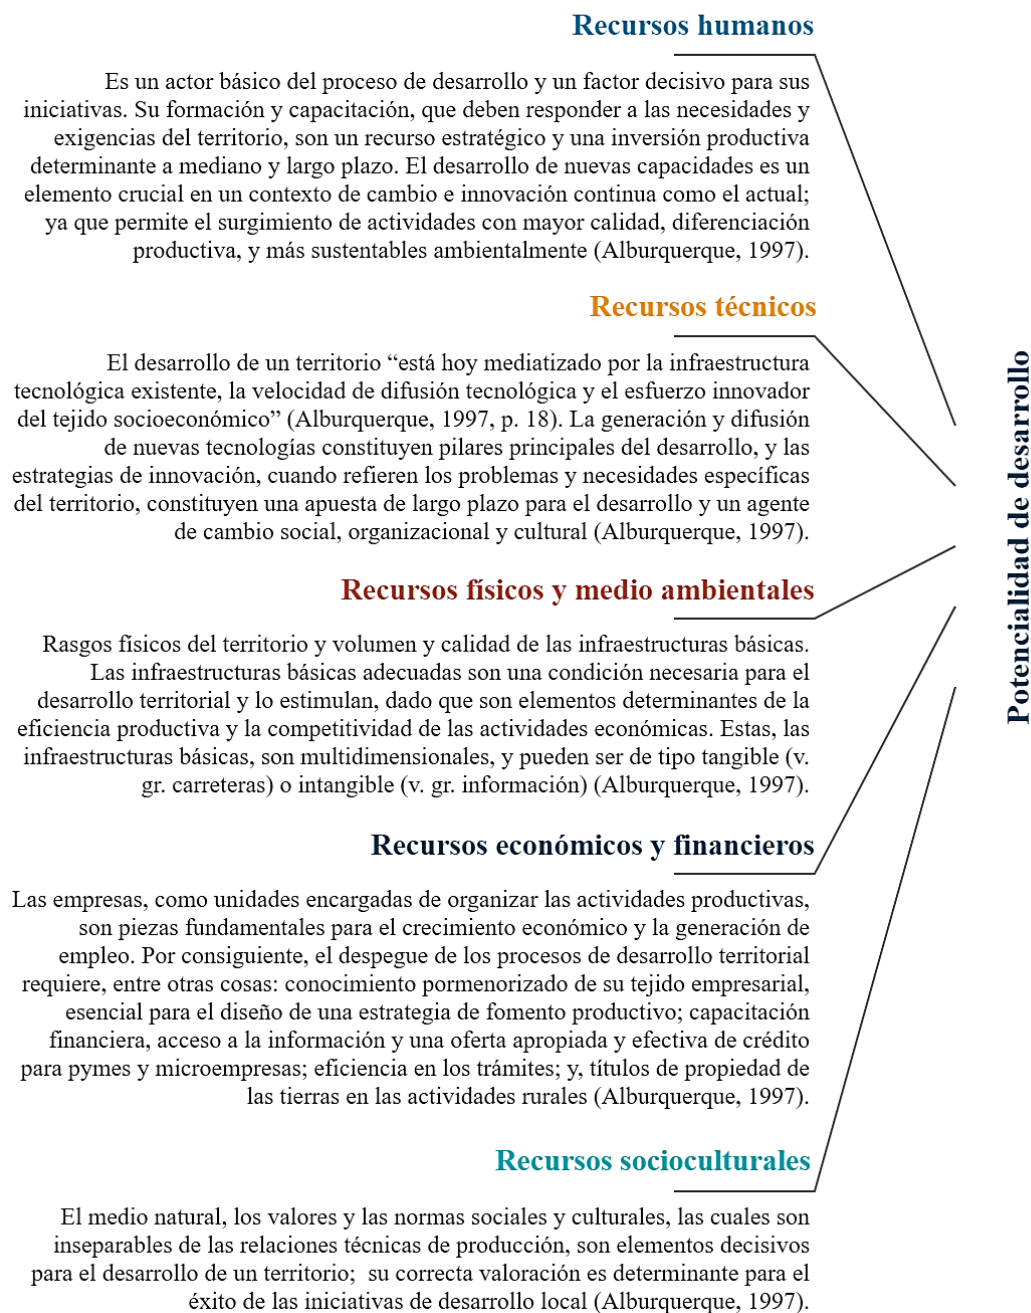 Recursos humanos
Es un actor básico del proceso de desarrollo y un factor decisivo para sus
iniciativas. Su formación y capacitación, que deben responder a las necesidades y
exigencias del territorio, son un recurso estratégico y una inversión productiva
determinante a mediano y largo plazo. El desarrollo de nuevas capacidades es un
elemento crucial en un contexto de cambio e innovación continua como el actual;
ya que permite el surgimiento de actividades con mayor calidad, diferenciación
productiva, y más sustentables ambientalmente (Alburquerque, 1997).
Recursos técnicos
El desarrollo de un territorio “está hoy mediatizado por la infraestructura
tecnológica existente, la velocidad de difusión tecnológica y el esfuerzo innovador
del tejido socioeconómico” (Alburquerque, 1997, p. 18). La generación y difusión
de nuevas tecnologías constituyen pilares principales del desarrollo, y las
estrategias de innovación, cuando refieren los problemas y necesidades específicas
del territorio, constituyen una apuesta de largo plazo para el desarrollo y un agente
de cambio social, organizacional y cultural (Alburquerque, 1997).
Recursos físicos y medio ambientales
Rasgos físicos del territorio y volumen y calidad de las infraestructuras básicas.
Las infraestructuras básicas adecuadas son una condición necesaria para el
desarrollo territorial y lo estimulan, dado que son elementos determinantes de la
eficiencia productiva y la competitividad de las actividades económicas. Estas, las
infraestructuras básicas, son multidimensionales, y pueden ser de tipo tangible (v.
gr. carreteras) o intangible (v. gr. información) (Alburquerque, 1997).
Recursos económicos y financieros
Las empresas, como unidades encargadas de organizar las actividades productivas,
son piezas fundamentales para el crecimiento económico y la generación de
empleo. Por consiguiente, el despegue de los procesos de desarrollo territorial
requiere, entre otras cosas: conocimiento pormenorizado de su tejido empresarial,
esencial para el diseño de una estrategia de fomento productivo; capacitación
financiera, acceso a la información y una oferta apropiada y efectiva de crédito
para pymes y microempresas; eficiencia en los trámites; y, títulos de propiedad de
las tierras en las actividades rurales (Alburquerque, 1997).
Recursos socioculturales
El medio natural, los valores y las normas sociales y culturales, las cuales son
inseparables de las relaciones técnicas de producción, son elementos decisivos
para el desarrollo de un territorio;  su correcta valoración es determinante para el
éxito de las iniciativas de desarrollo local (Alburquerque, 1997).
Potencialidad de desarrollo